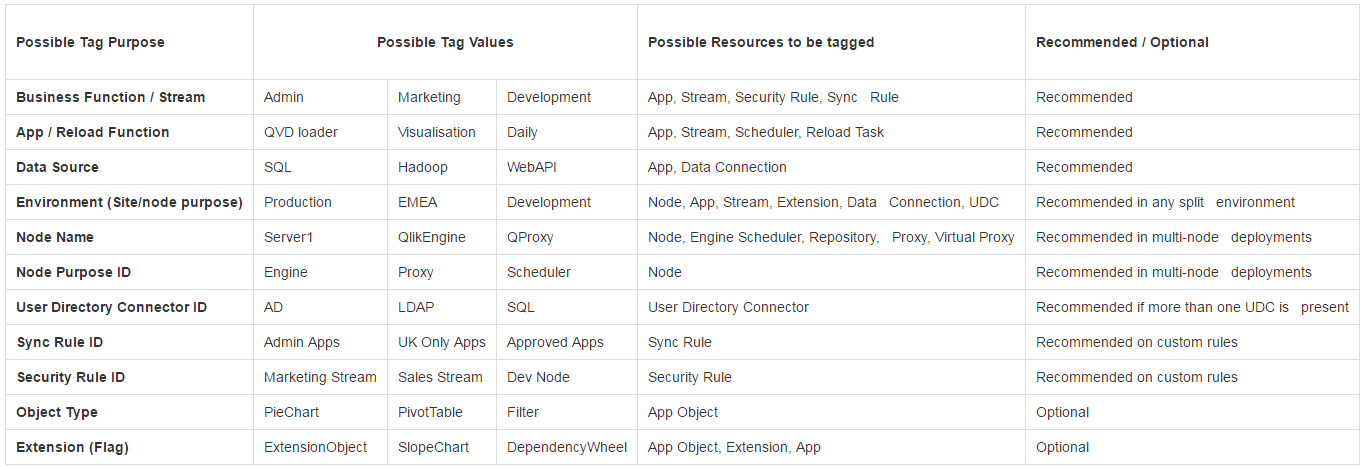 Possible Tag Purpose Possible Tag Values Possible Resources to be tagged Recommended / Optional
Business Function / Stream Admin Marketing Development App, Stream, Security Rule, Sync Rule Recommended
App / Reload Function QVD loader Visualisation Daily App, Stream, Scheduler, Reload Task Recommended
Data Source SQL Hadoop WebAPI App, Data Connection Recommended
Environment (Site/node purpose) Production EMEA Development Node, App, Stream, Extension, Data Connection, UDC Recommended in any split environment
Node Name Server1 QlikEngine QProxy Node, Engine Scheduler, Repository, Proxy, Virtual Proxy Recommended in multi-node deployments
Node Purpose ID Engine Proxy Scheduler Node Recommended in multi-node deployments
User Directory Connector ID AD LDAP SQL User Directory Connector Recommended if more than one UDC is present
Sync Rule ID Admin Apps UK Only Apps Approved Apps Sync Rule Recommended on custom rules
Security Rule ID Marketing Stream Sales Stream Dev Node Security Rule Recommended on custom rules
Object Type PieChart PivotTable Filter App Object Optional
Extension (Flag) ExtensionObject SlopeChart DependencyWheel App Object, Extension, App Optional